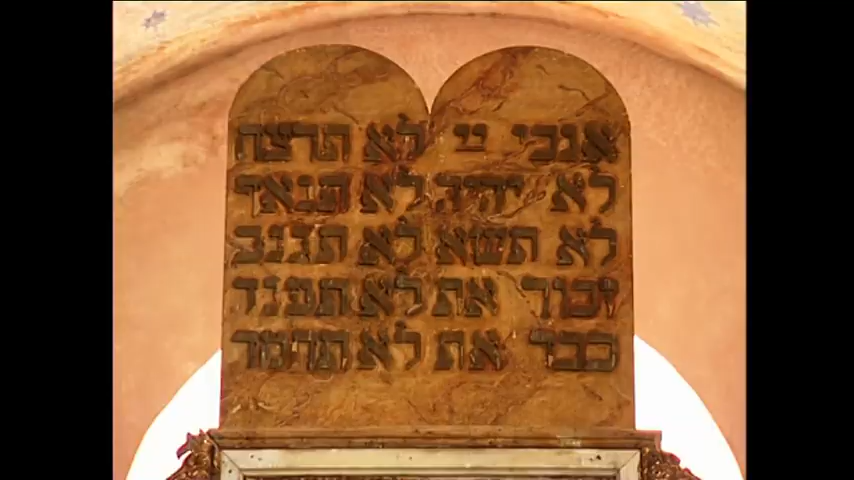 אנכי יי
לא יהיה
לא תשא
זכור את
כבד את
לא תרצח
לא תנאף
לא תגנב
לא תענה
לא תחמד